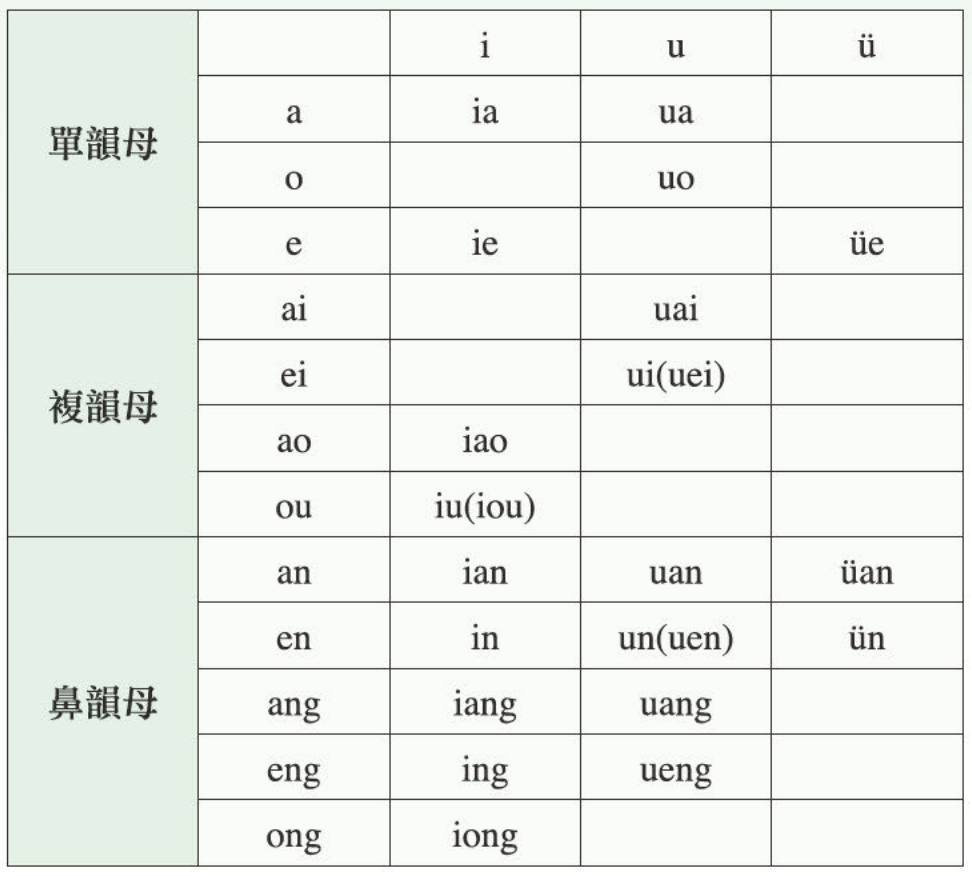 i u ü
a ia ua
單韻母
o uo
e ie üe
ai uai
ei ui(uei)
複韻母
ao iao
ou iu(iou)
an ian uan üan
en in un(uen) ün
鼻韻母 ang iang uang
eng ing ueng
ong iong